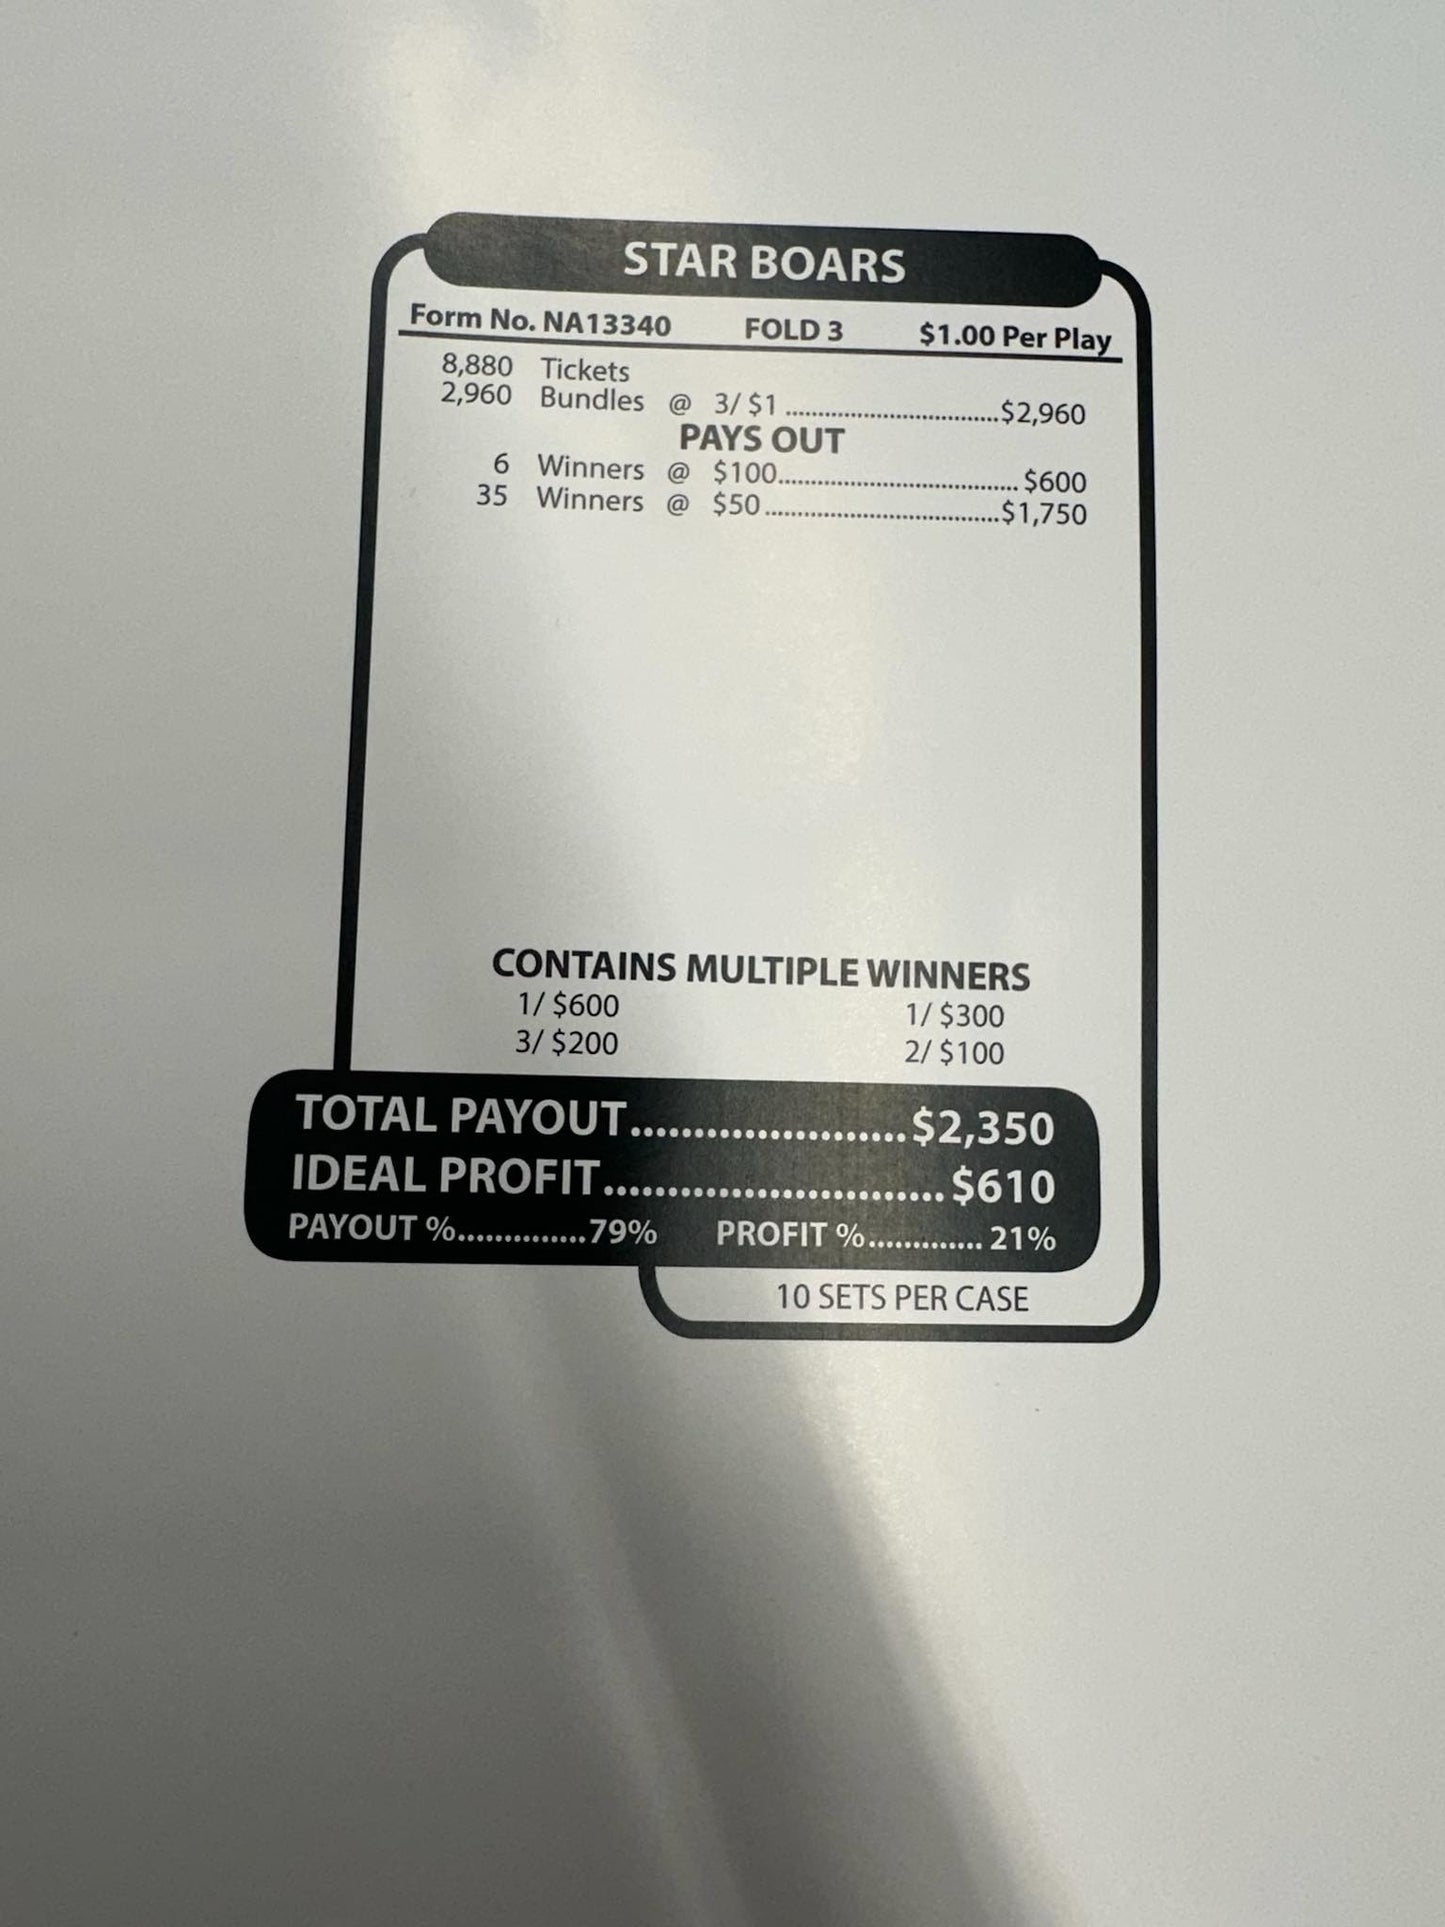 STAR BOARS
Form No. NA13340 FOLD 3 $1.00 Per Play
8,880 Tickets
2,960 Bundles @ 3/ $1..................................$2,960
PAYS OUT
6 Winners @ $100......................................$600
35 Winners @ $50.....................................$1,750
CONTAINS MULTIPLE WINNERS
1/ $600 1/ $300
3/ $200 2/ $100
TOTAL PAYOUT......................$2,350
IDEAL PROFIT...........................$610
PAYOUT %..............79% PROFIT %............. 21%
10 SETS PER CASE